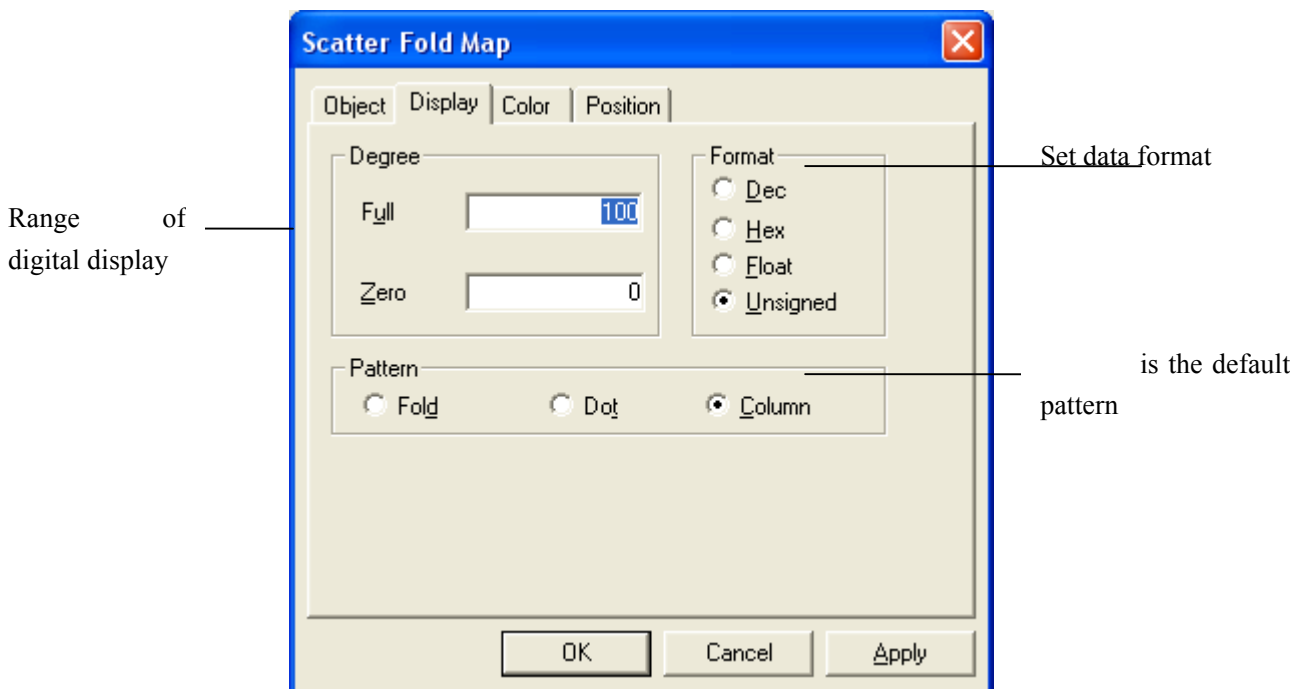 Scatter Fold Map
Object Display Color Position
Degree
Full 100
Zero 0
Format
Dec
Hex
Float
Unsigned
Pattern
Fold Dot Column
OK Cancel Apply
Range of
digital display
Set data format
is the default
pattern